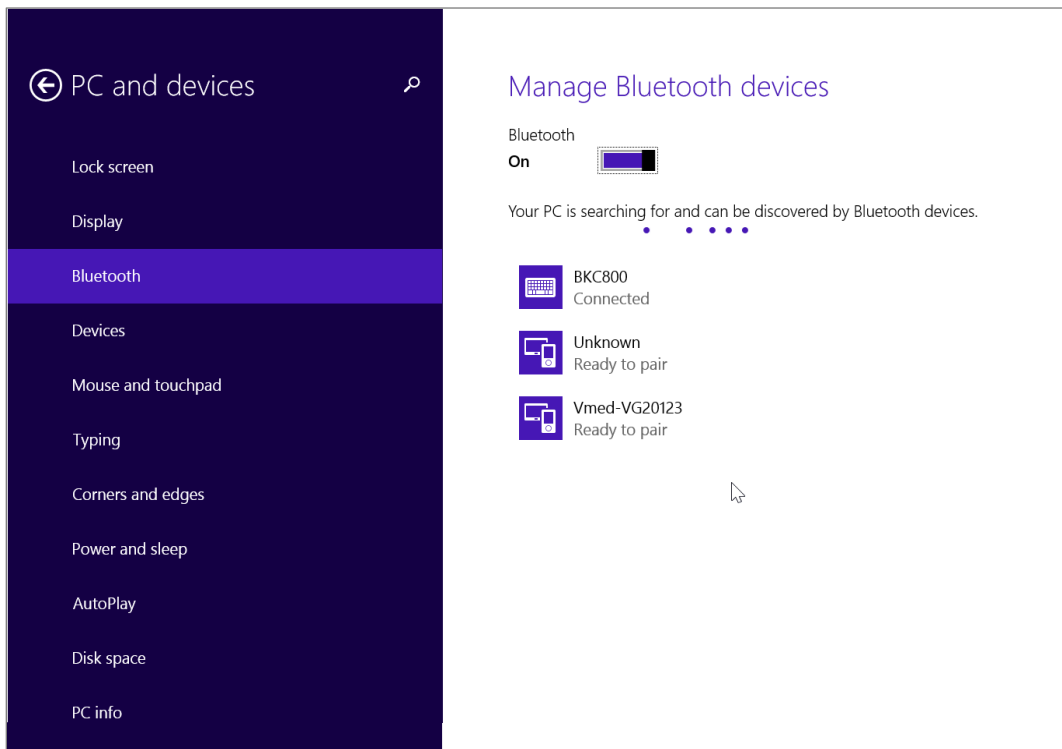 PC and devices
Lock screen
Display
Bluetooth
Devices
Mouse and touchpad
Typing
Corners and edges
Power and sleep
AutoPlay
Disk space
PC info
Manage Bluetooth devices
Bluetooth
On
Your PC is searching for and can be discovered by Bluetooth devices.
BKC800
Connected
Unknown
Ready to pair
Vmed-VG20123
Ready to pair